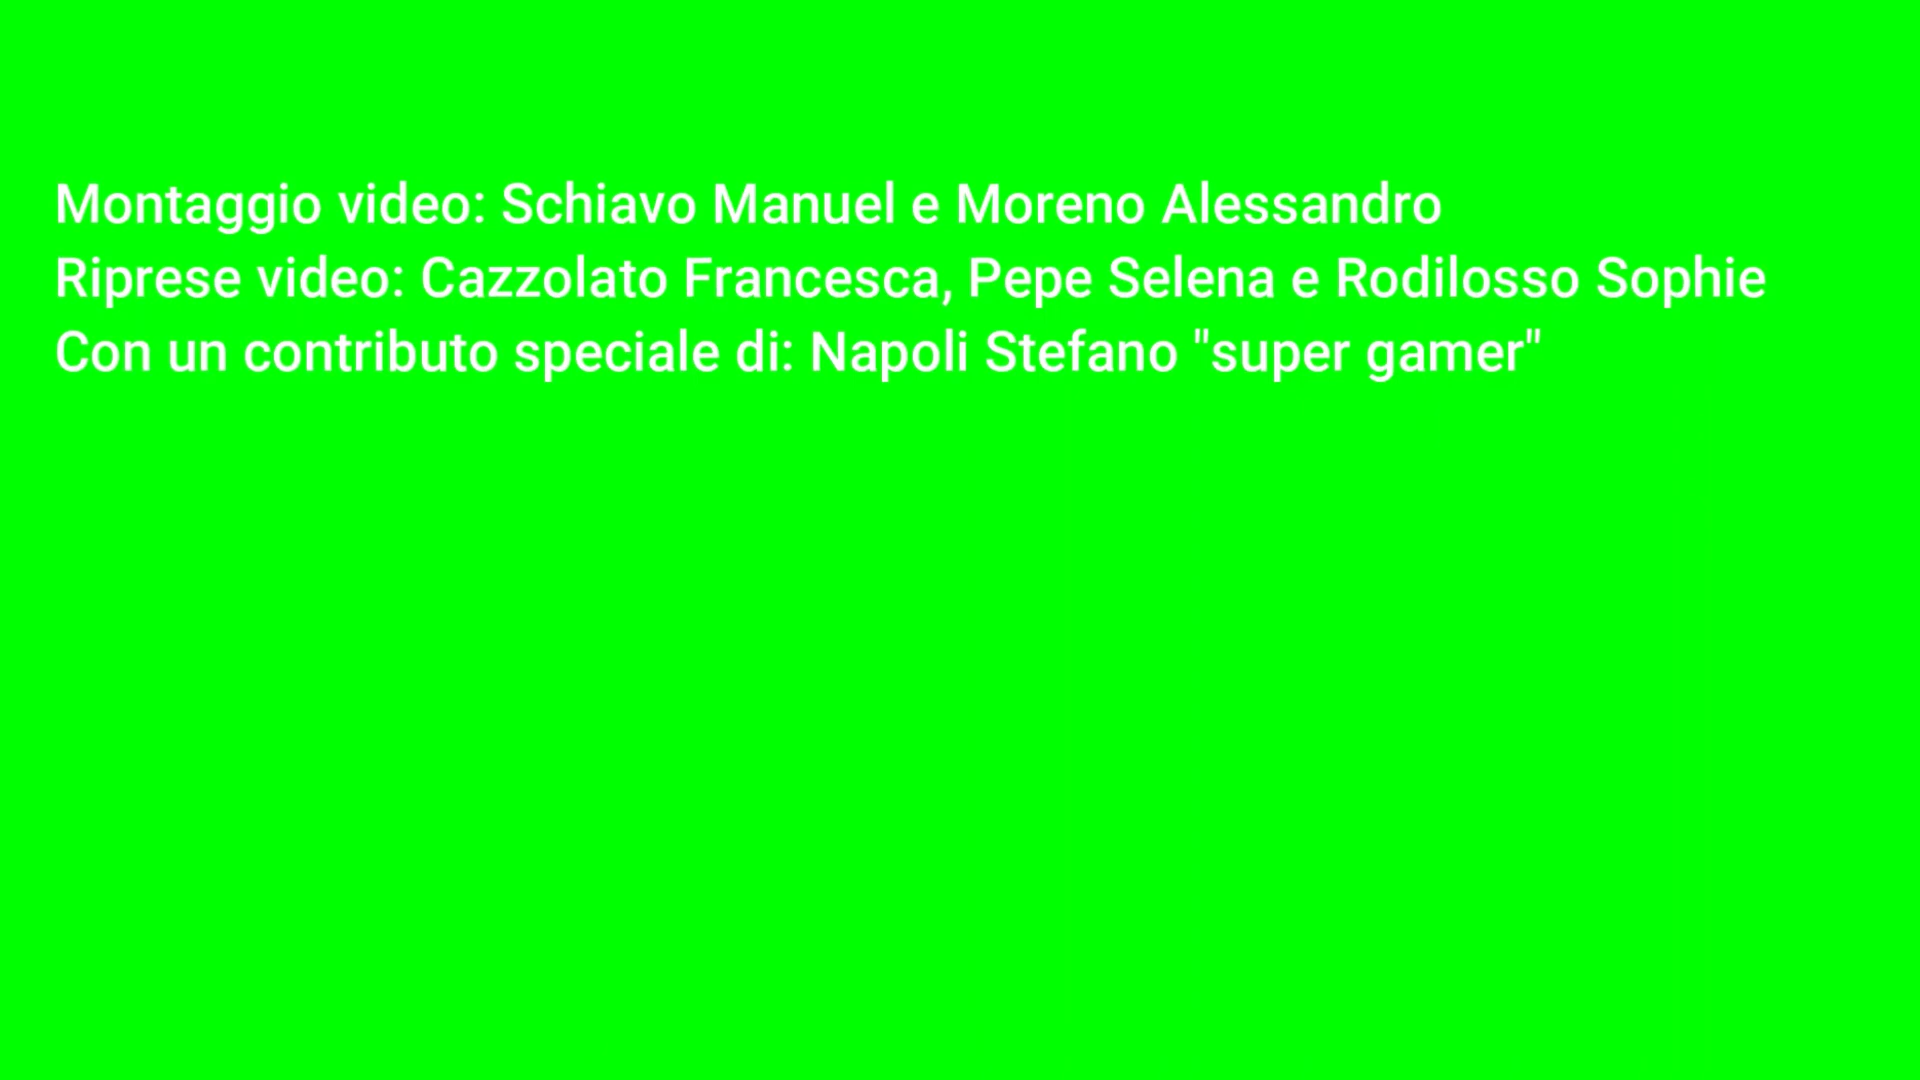 Montaggio video: Schiavo Manuel e Moreno Alessandro
Riprese video: Cazzolato Francesca, Pepe Selena e Rodilosso Sophie
Con un contributo speciale di: Napoli Stefano "super gamer"